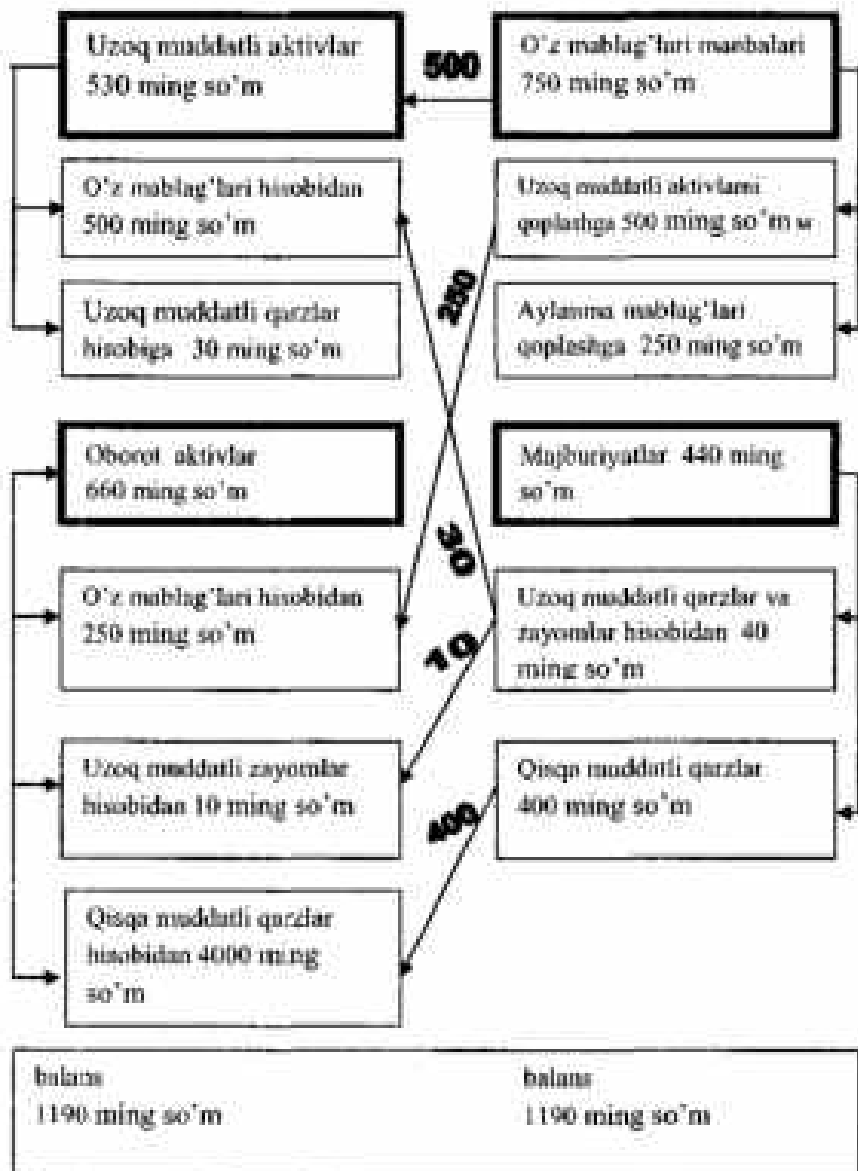 Uzoq muddatli aktivlar
530 ming so'm
500
O'z mablag'lari manbalari
750 ming so'm
O'z mablag'lari hisobidan
500 ming so'm
Uzoq muddatli aktivlarni
qoplashga 500 ming so'm w
250
Uzoq muddatli qarzlar
hisobiga 30 ming so'm
Aylanma mablag'lari
qoplashga 250 ming so'm
Oborot aktivlar
660 ming so'm
Majburiyatlar 440 ming
so'm
30
O'z mablag'lari hisobidan
250 ming so'm
Uzoq muddatli qarzlar va
zayomlar hisobidan 40
ming so'm
10
Uzoq muddatli zayomlar
hisobidan 10 ming so'm
Qisqa muddatli qarzlar
400 ming so'm
400
Qisqa muddatli qarzlar
hisobidan 4000 ming
so'm
balans
1190 ming so'm
balans
1190 ming so'm